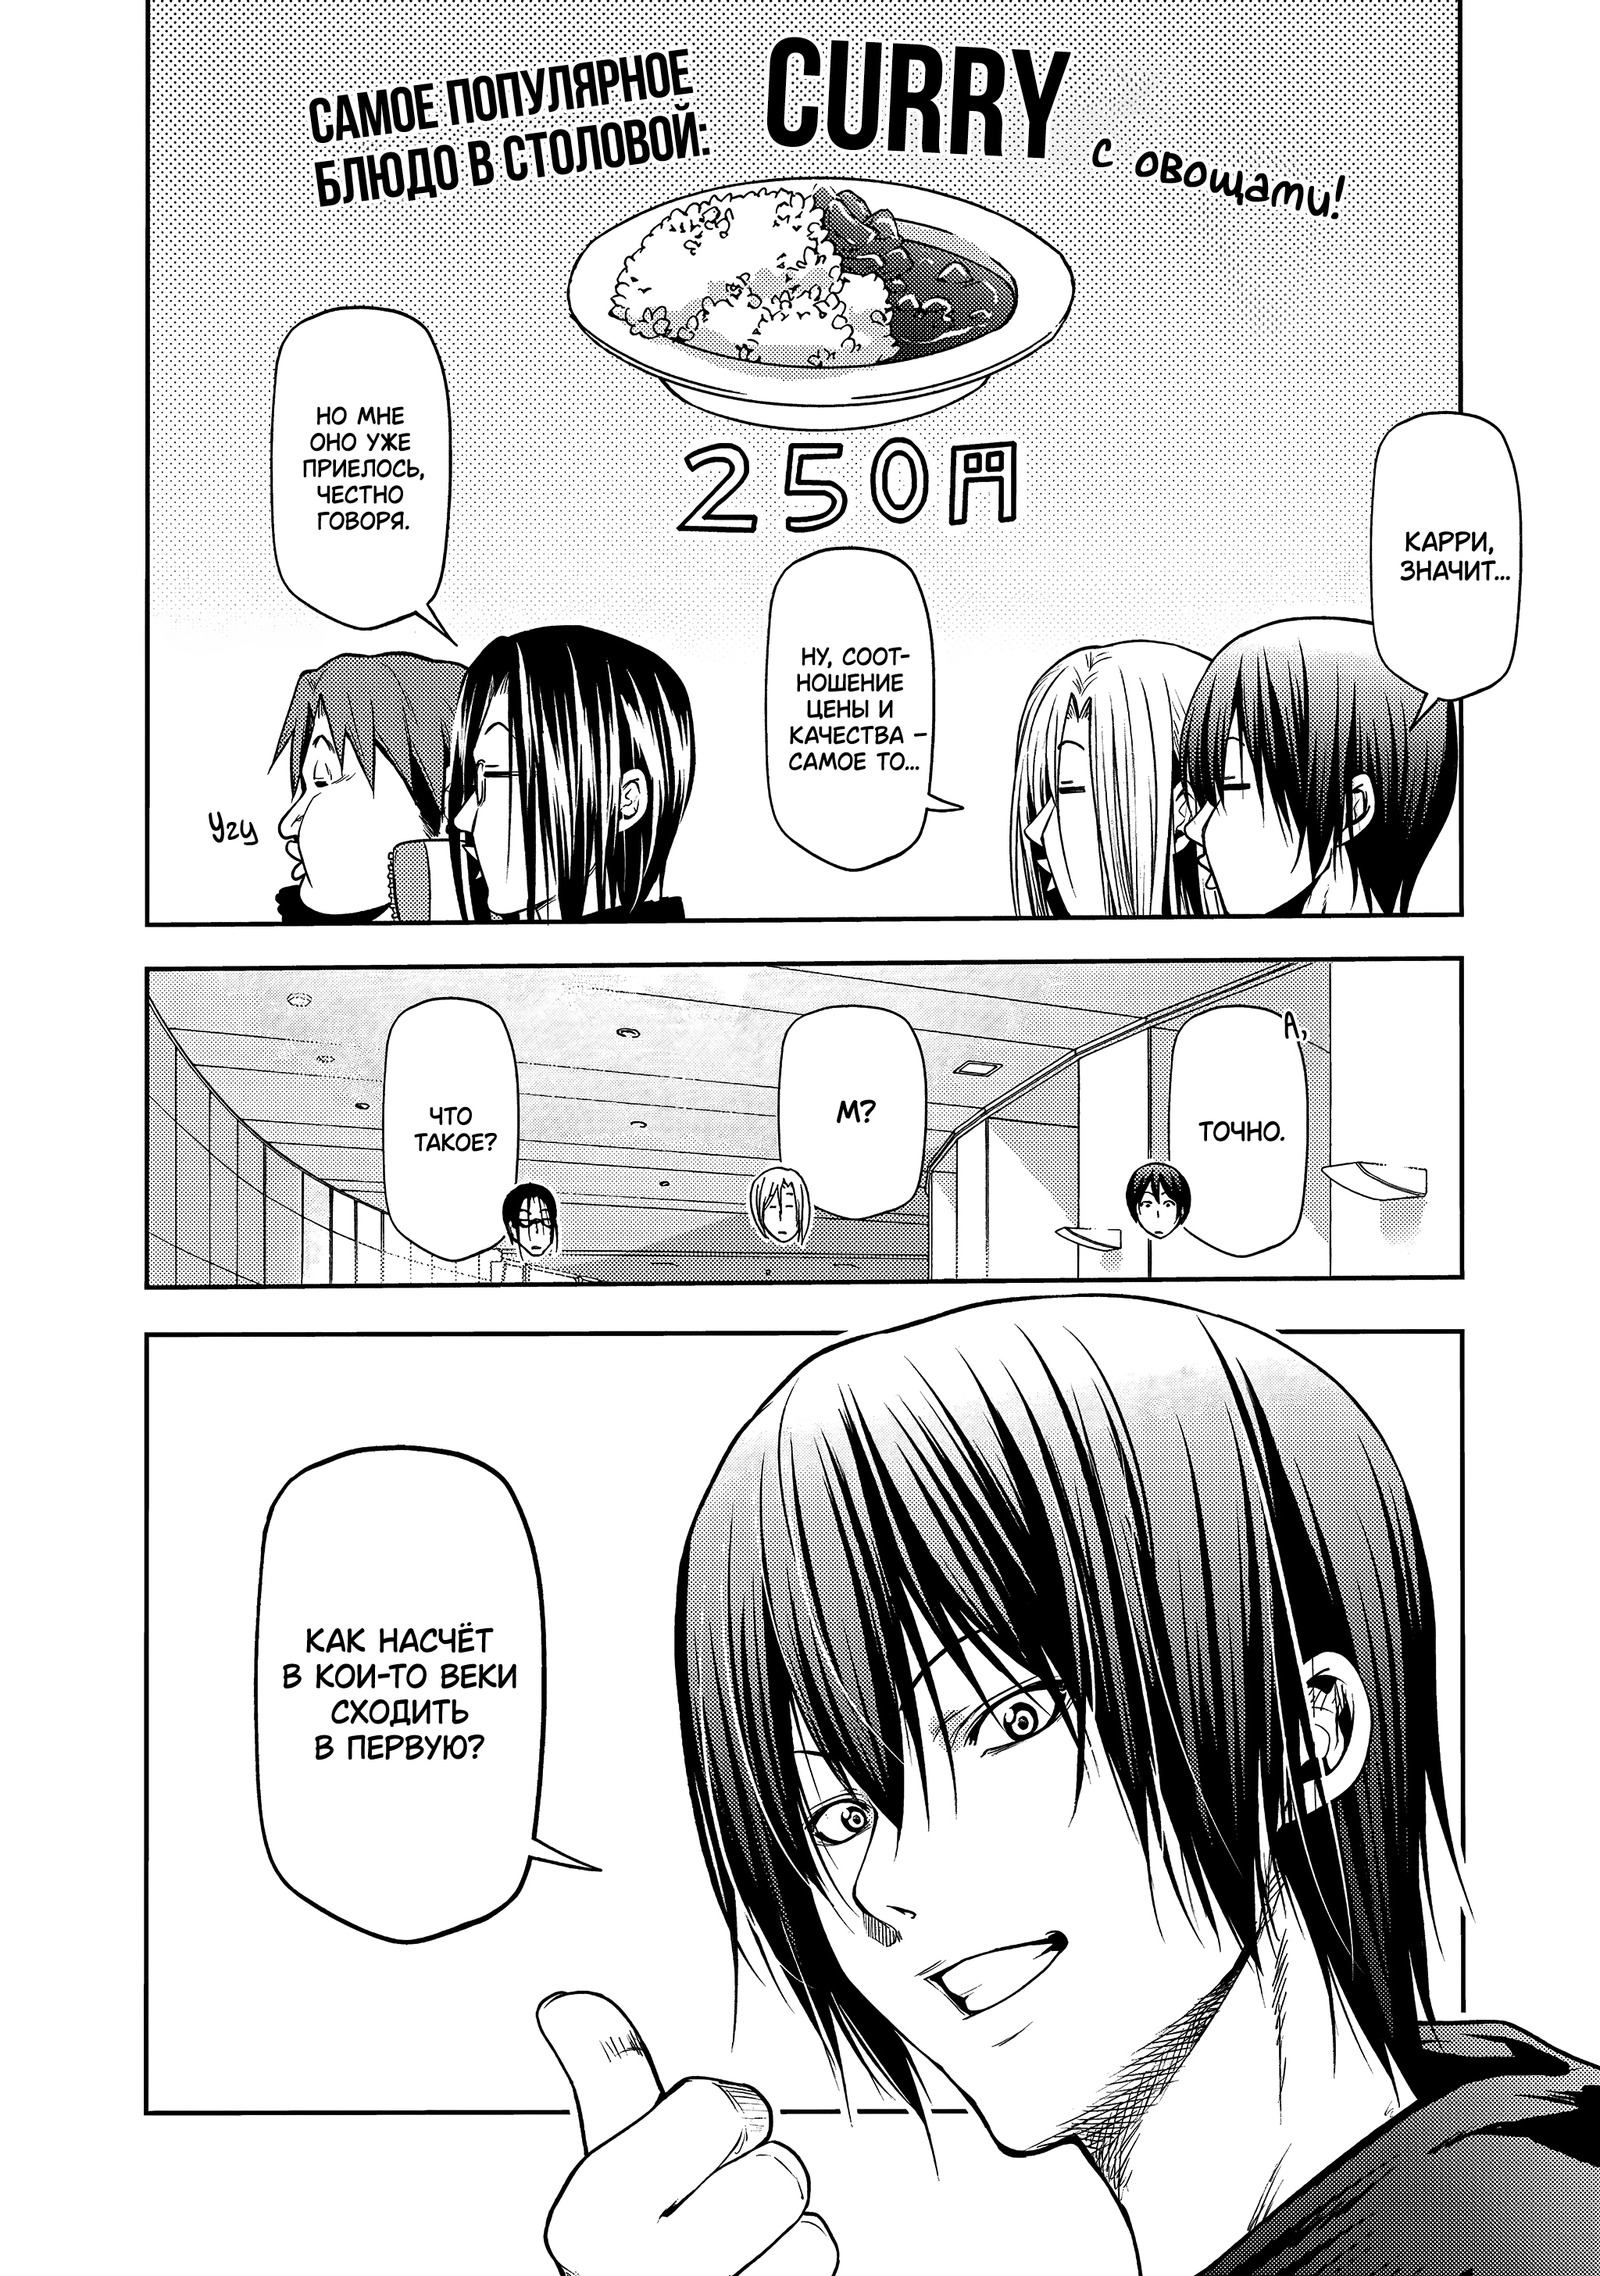 САМОЕ ПОПУЛЯРНОЕ
БЛЮДО В СТОЛОВОЙ:
CURRY
с овощами!
250円
КАРРИ,
ЗНАЧИТ...
НУ, СООТ-
НОШЕНИЕ
ЦЕНЫ И
КАЧЕСТВА –
САМОЕ ТО...
НО МНЕ
ОНО УЖЕ
ПРИЕЛОСЬ,
ЧЕСТНО
ГОВОРЯ.
Угу
А,
ТОЧНО.
М?
ЧТО
ТАКОЕ?
КАК НАСЧЁТ
В КОИ-ТО ВЕКИ
СХОДИТЬ
В ПЕРВУЮ?